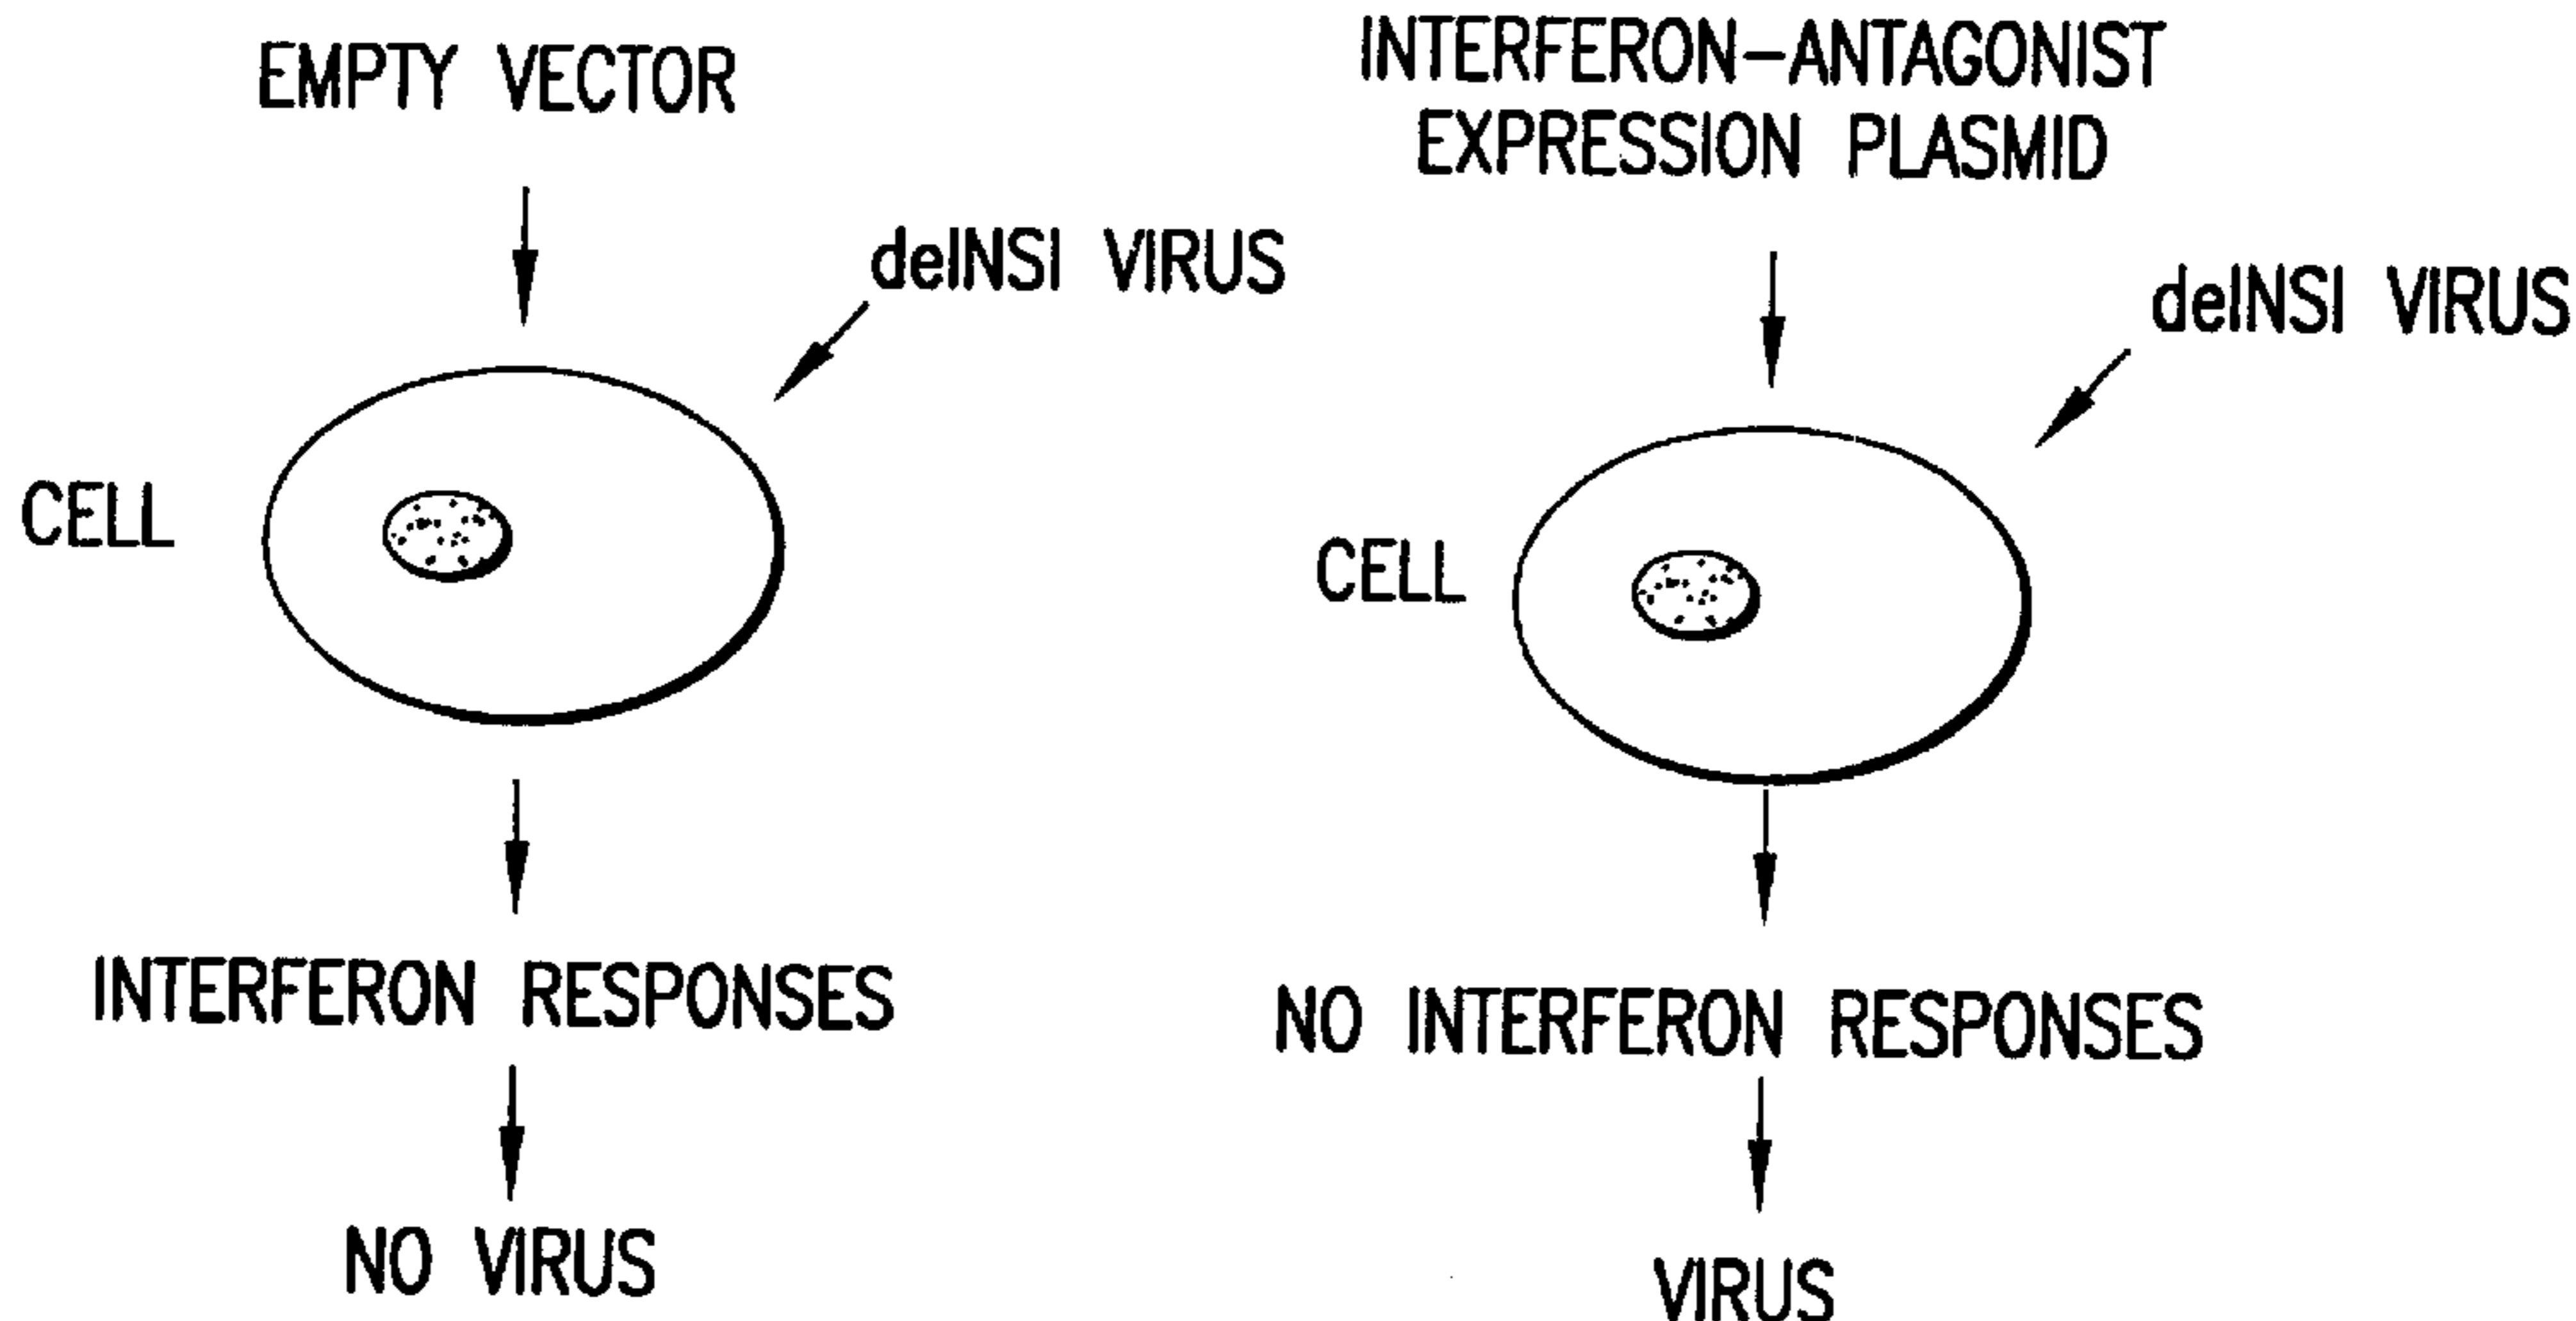 EMPTY VECTOR
delNSI VIRUS
CELL
INTERFERON RESPONSES
NO VIRUS
INTERFERON-ANTAGONIST
EXPRESSION PLASMID
delNSI VIRUS
CELL
NO INTERFERON RESPONSES
VIRUS